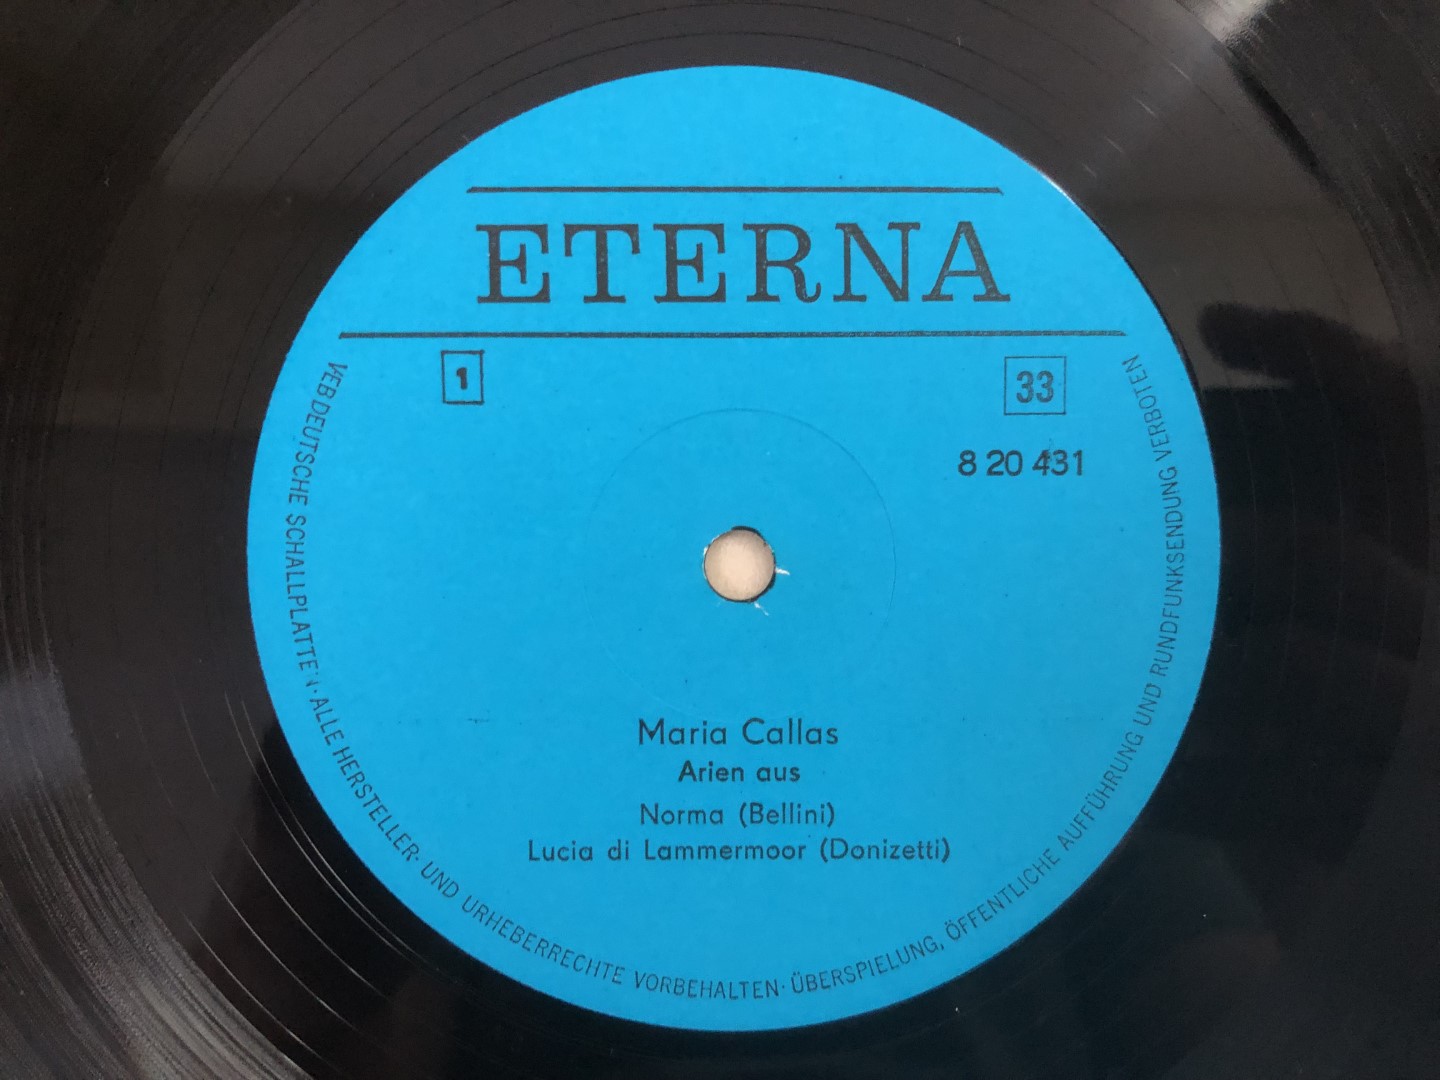 ETERNA
1
33
8 20 431
Maria Callas
Arien aus
Norma (Bellini)
Lucia di Lammermoor (Donizetti)
VEB DEUTSCHE SCHALLPLATTEN · ALLE HERSTELLER- UND URHEBERRECHTE VORBEHALTEN · ÜBERSPIELUNG, ÖFFENTLICHE AUFFÜHRUNG UND RUNDFUNKSENDUNG VERBOTEN